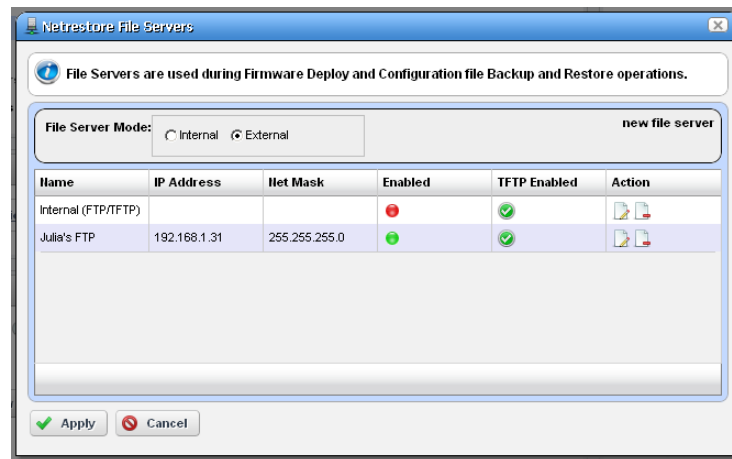 Netrestore File Servers
File Servers are used during Firmware Deploy and Configuration file Backup and Restore operations.
File Server Mode: Internal External new file server
Name IP Address Net Mask Enabled TFTP Enabled Action
Internal (FTP/TFTP)
Julia's FTP 192.168.1.31 255.255.255.0
Apply Cancel